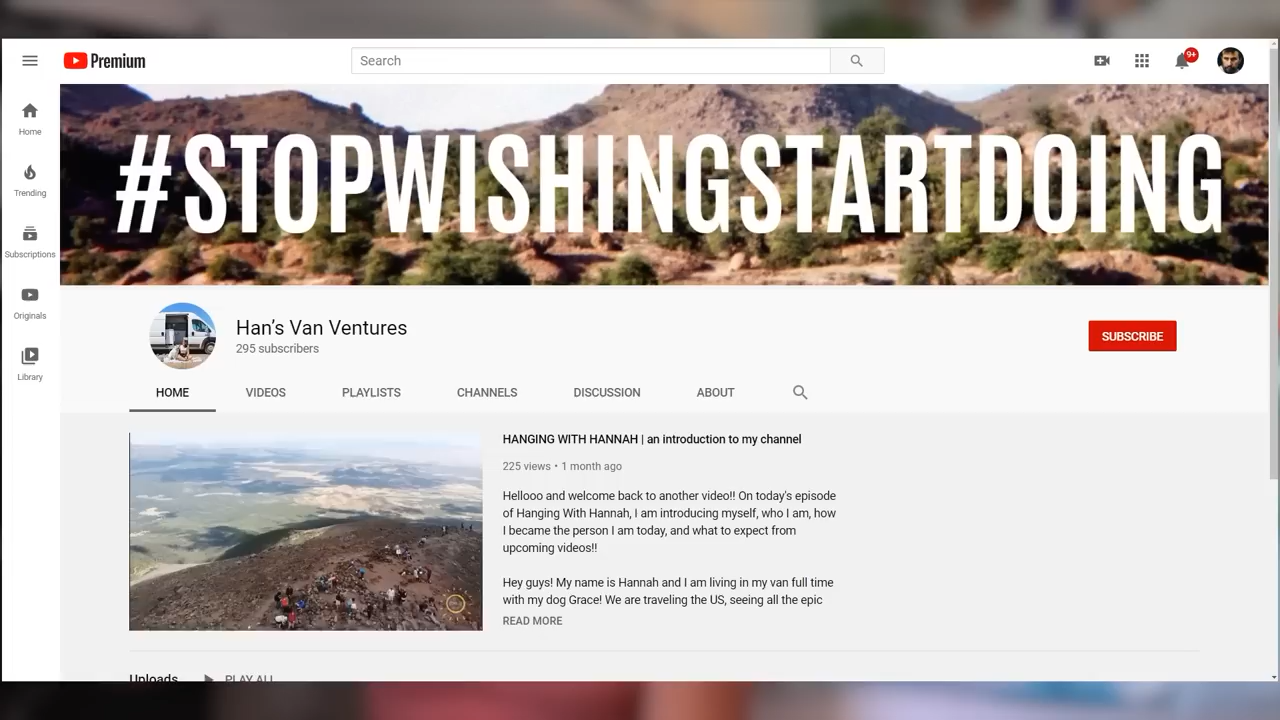 Premium
Search
9+
Home
Trending
Subscriptions
Originals
Library
#STOPWISHINGSTARTDOING
Han’s Van Ventures
295 subscribers
SUBSCRIBE
HOME VIDEOS PLAYLISTS CHANNELS DISCUSSION ABOUT
HANGING WITH HANNAH | an introduction to my channel
225 views • 1 month ago
Hellooo and welcome back to another video!! On today's episode
of Hanging With Hannah, I am introducing myself, who I am, how
I became the person I am today, and what to expect from
upcoming videos!!
Hey guys! My name is Hannah and I am living in my van full time
with my dog Grace! We are traveling the US, seeing all the epic
READ MORE
Uploads PLAY ALL